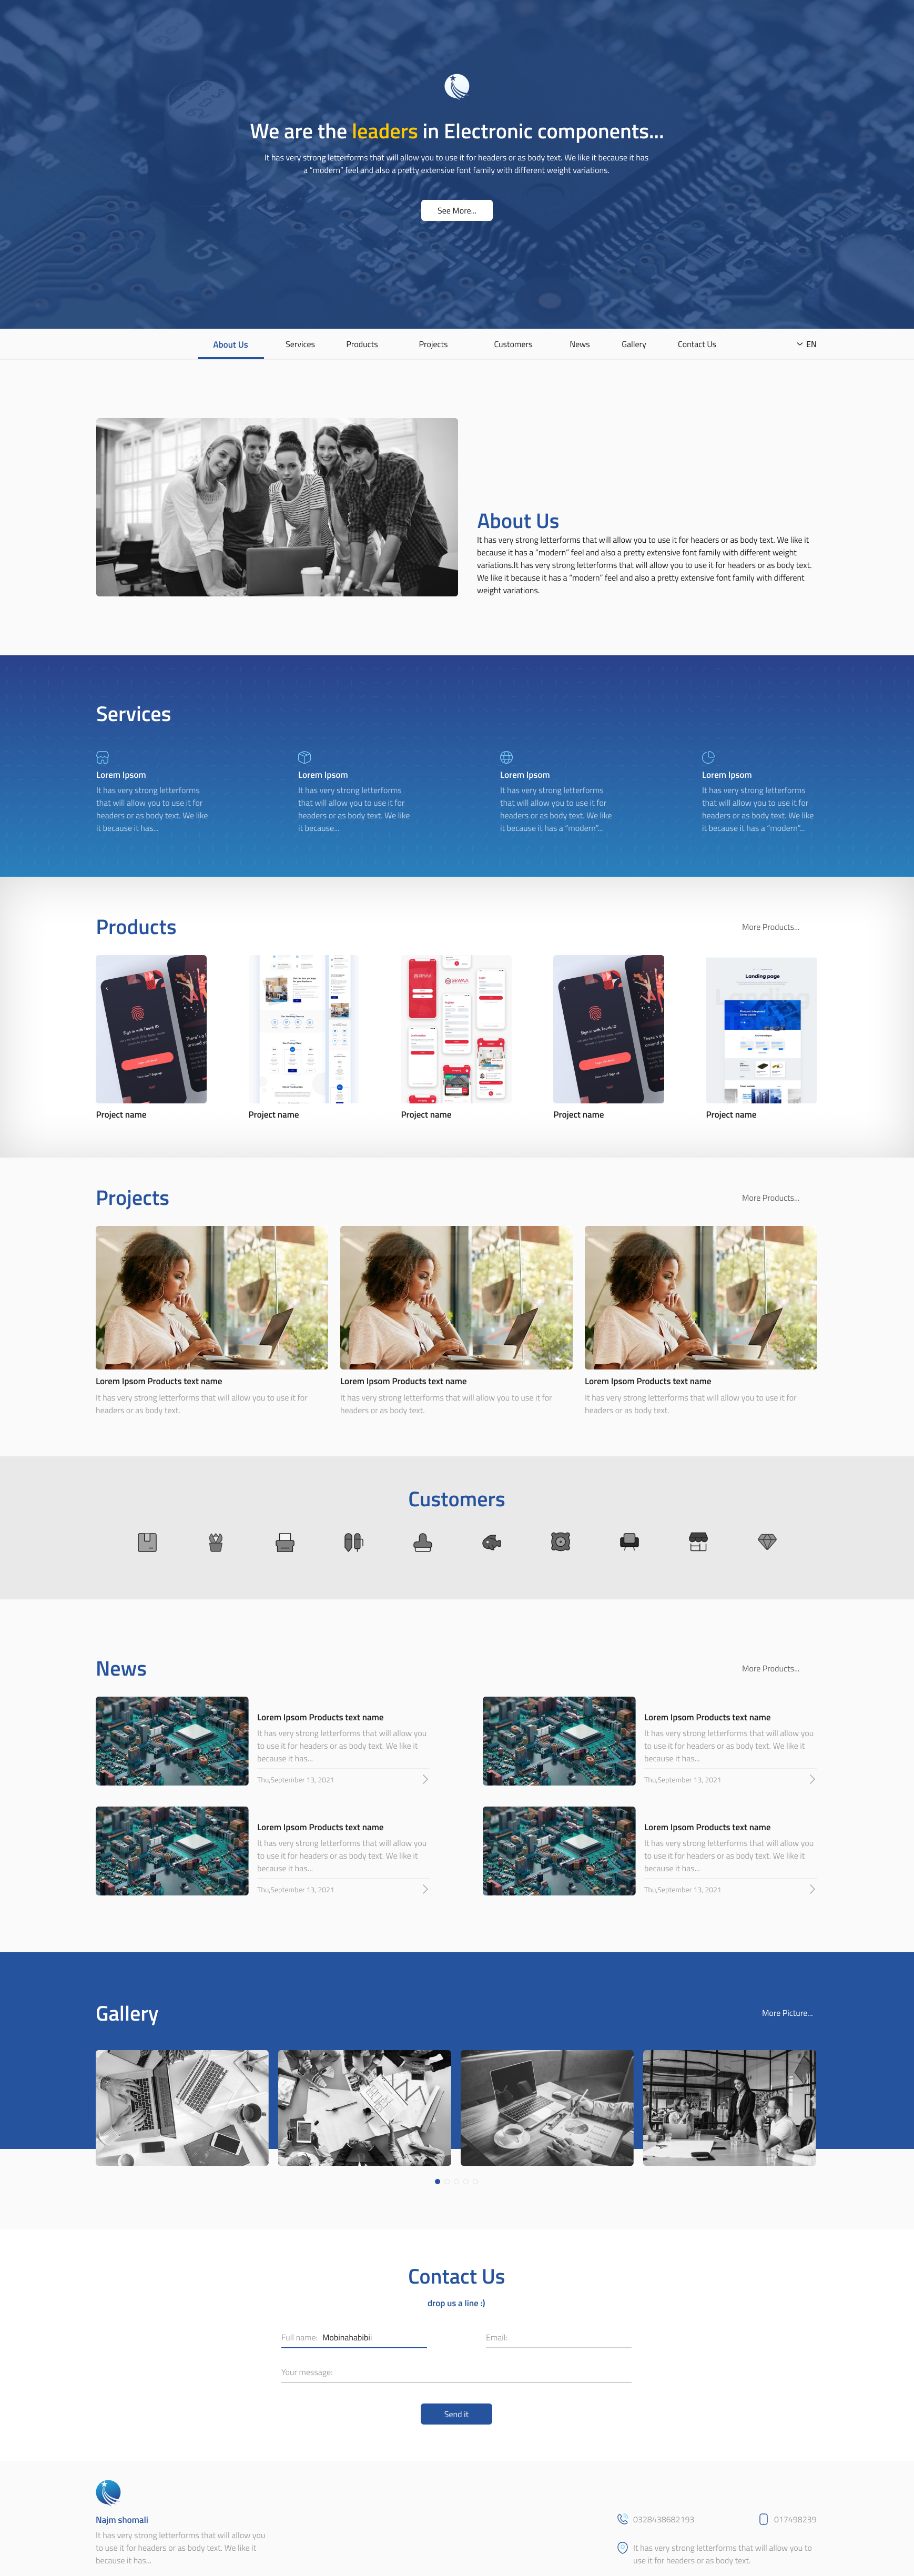 We are the leaders in Electronic components...
It has very strong letterforms that will allow you to use it for headers or as body text. We like it because it has
a "modern" feel and also a pretty extensive font family with different weight variations.
See More...
About Us
Services
Products
Projects
Customers
News
Gallery
Contact Us
EN
About Us
It has very strong letterforms that will allow you to use it for headers or as body text. We like it
because it has a "modern" feel and also a pretty extensive font family with different weight
variations.It has very strong letterforms that will allow you to use it for headers or as body text.
We like it because it has a "modern" feel and also a pretty extensive font family with different
weight variations.
Services
Lorem Ipsom
It has very strong letterforms
that will allow you to use it for
headers or as body text. We like
it because it has...
Lorem Ipsom
It has very strong letterforms
that will allow you to use it for
headers or as body text. We like
it because...
Lorem Ipsom
It has very strong letterforms
that will allow you to use it for
headers or as body text. We like
it because it has a "modern"...
Lorem Ipsom
It has very strong letterforms
that will allow you to use it for
headers or as body text. We like
it because it has a "modern"...
Products
More Products...
Sign in with Touch ID
SEWAA
Sign in with Touch ID
Landing page
Project name
Project name
Project name
Project name
Project name
Projects
More Products...
Lorem Ipsom Products text name
It has very strong letterforms that will allow you to use it for
headers or as body text.
Lorem Ipsom Products text name
It has very strong letterforms that will allow you to use it for
headers or as body text.
Lorem Ipsom Products text name
It has very strong letterforms that will allow you to use it for
headers or as body text.
Customers
News
More Products...
Lorem Ipsom Products text name
It has very strong letterforms that will allow you
to use it for headers or as body text. We like it
because it has...
Thu,September 13, 2021
Lorem Ipsom Products text name
It has very strong letterforms that will allow you
to use it for headers or as body text. We like it
because it has...
Thu,September 13, 2021
Lorem Ipsom Products text name
It has very strong letterforms that will allow you
to use it for headers or as body text. We like it
because it has...
Thu,September 13, 2021
Lorem Ipsom Products text name
It has very strong letterforms that will allow you
to use it for headers or as body text. We like it
because it has...
Thu,September 13, 2021
Gallery
More Picture...
Contact Us
drop us a line :)
Full name: Mobinahabibii
Email:
Your message:
Send it
Najm shomali
It has very strong letterforms that will allow you
to use it for headers or as body text. We like it
because it has...
0328438682193
017498239
It has very strong letterforms that will allow you to
use it for headers or as body text.